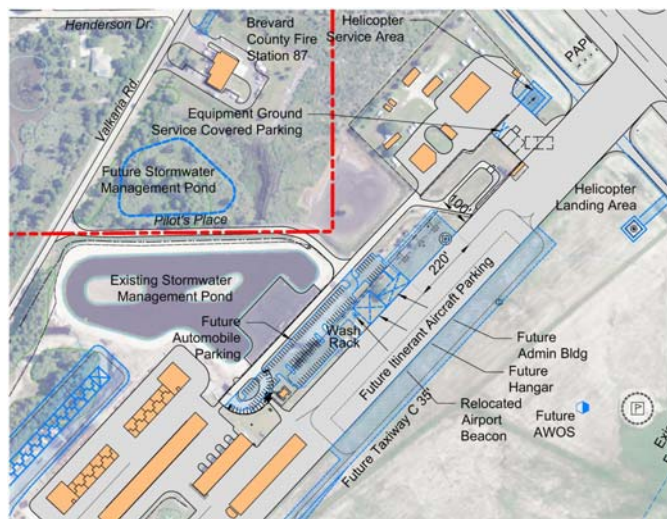 Henderson Dr.
Brevard
County Fire
Station 87
Helicopter
Service Area
PAPI
Valkaria Rd.
Equipment Ground
Service Covered Parking
Future Stormwater
Management Pond
Pilot's Place
100'
Helicopter
Landing Area
220'
Existing Stormwater
Management Pond
Future
Automobile
Parking
Wash
Rack
Future Itinerant Aircraft Parking
Future
Admin Bldg
Future
Hangar
Relocated
Airport
Beacon
Future
AWOS
P
Future Taxiway C 35'